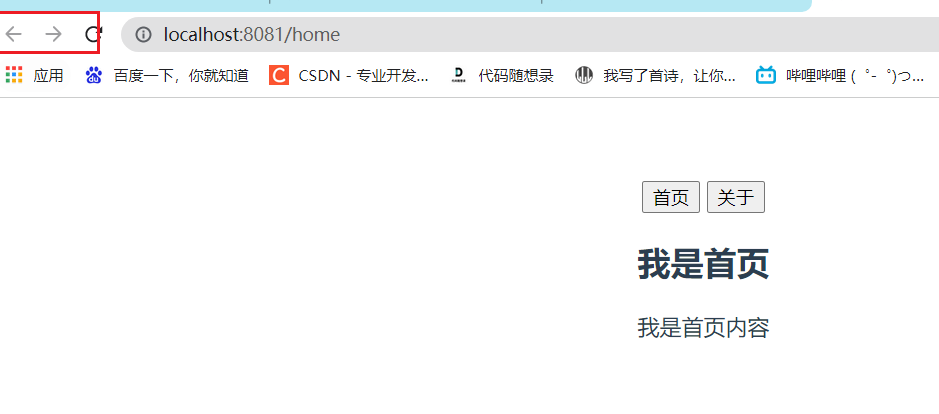 localhost:8081/home
应用 百度一下，你就知道 CSDN - 专业开发... 代码随想录 我写了首诗，让你... 哔哩哔哩 (゜-゜)つ...
首页 关于
我是首页
我是首页内容